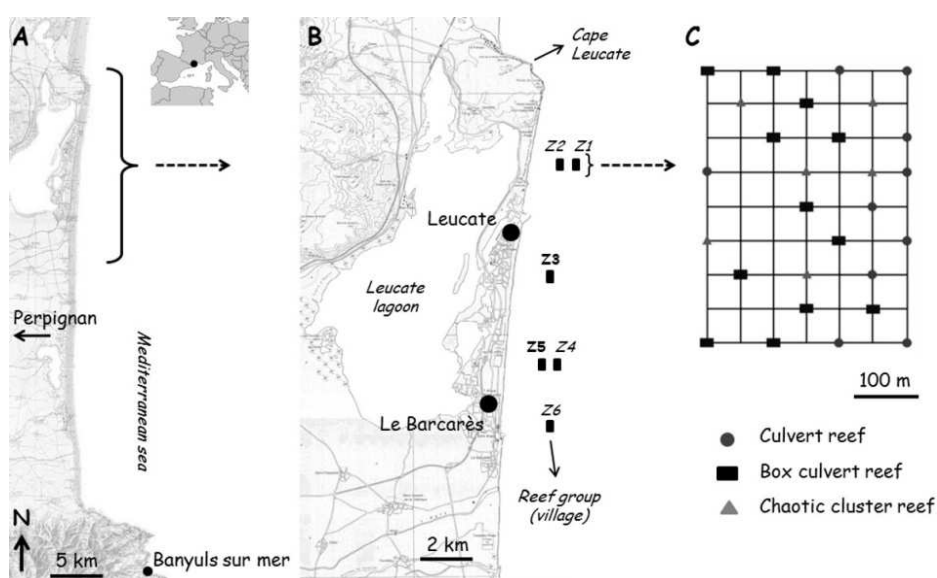 A
B
C
Cape
Leucate
Z2 Z1
Leucate
Z3
Leucate
lagoon
Perpignan
Mediterranean sea
Z5 Z4
Le Barcarès
Z6
100 m
Culvert reef
Box culvert reef
Chaotic cluster reef
Reef group
(village)
N
5 km
Banyuls sur mer
2 km